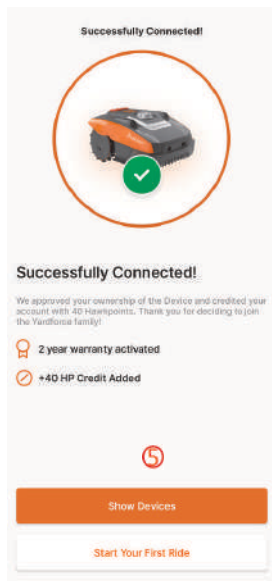 Successfully Connected!
Successfully Connected!
We approved your ownership of the Device and credited your
account with 40 Hawkpoints. Thank you for deciding to join
the Yardforce family!
2 year warranty activated
+40 HP Credit Added
5
Show Devices
Start Your First Ride